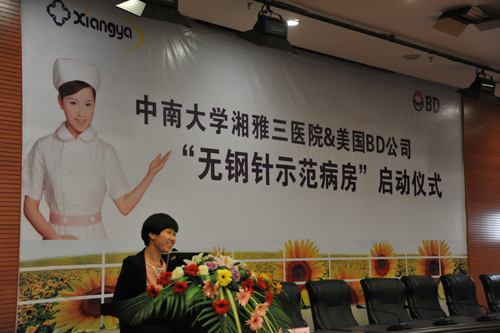 xiangya
BD
中南大学湘雅三医院&美国BD公司
“无钢针示范病房”启动仪式